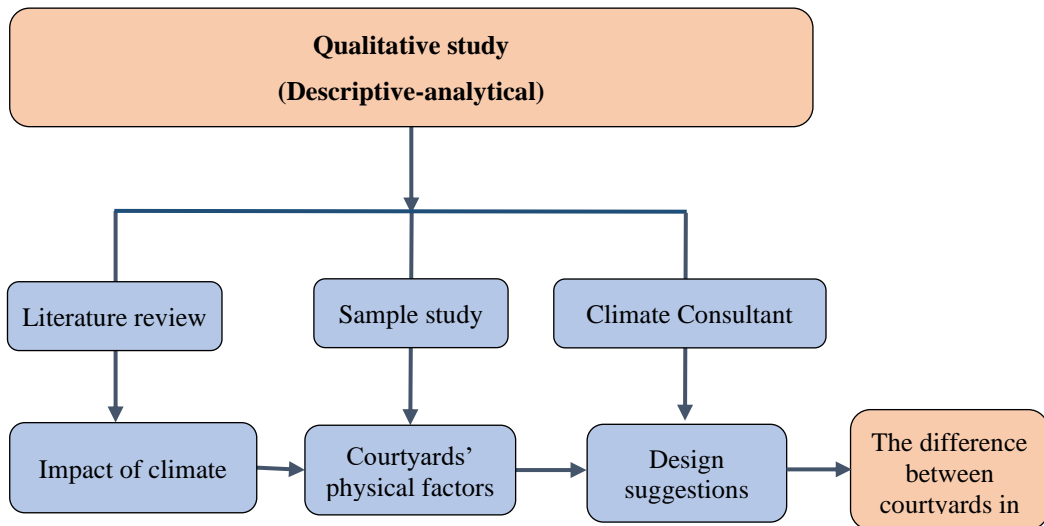 Qualitative study
(Descriptive-analytical)
Literature review
Sample study
Climate Consultant
Impact of climate
Courtyards’
physical factors
Design
suggestions
The difference
between
courtyards in